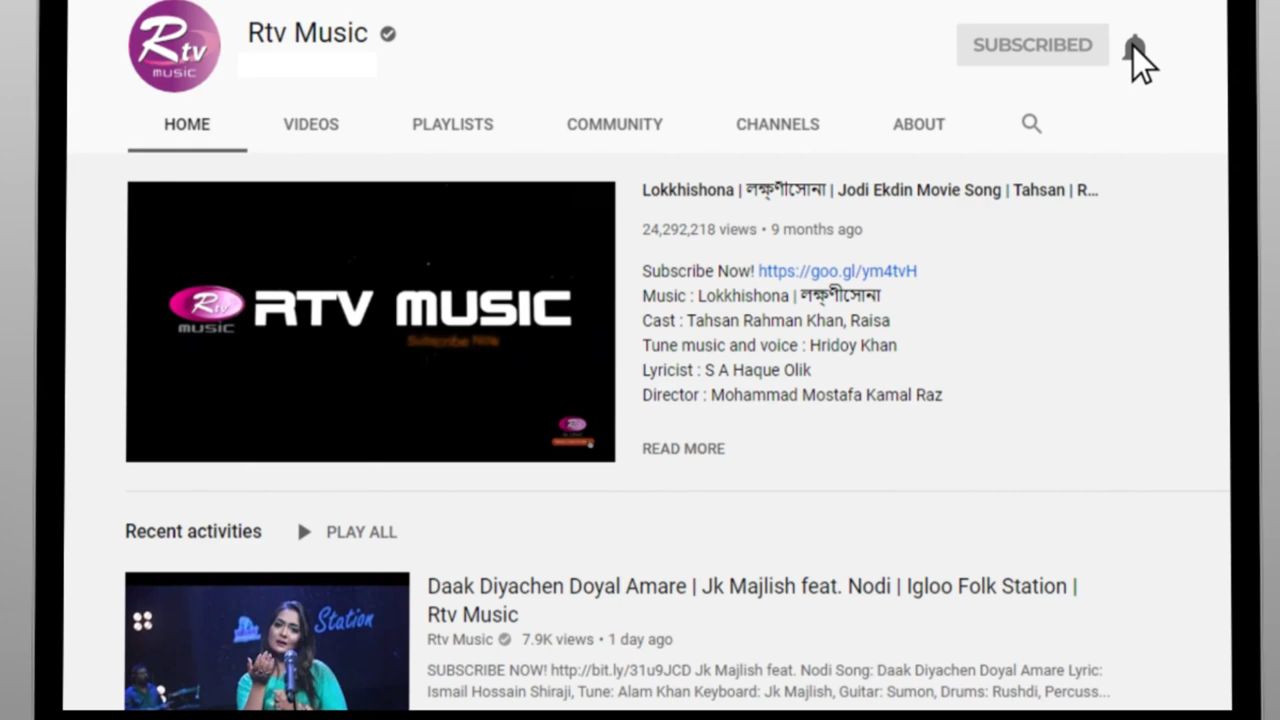 Rtv
music
Rtv Music
SUBSCRIBED
HOME
VIDEOS
PLAYLISTS
COMMUNITY
CHANNELS
ABOUT
Rtv
MUSIC
RTV MUSIC
Subscribe Now
Lokkhishona | লক্ষ্ণীসোনা | Jodi Ekdin Movie Song | Tahsan | R...
24,292,218 views • 9 months ago
Subscribe Now! https://goo.gl/ym4tvH
Music : Lokkhishona | লক্ষ্ণীসোনা
Cast : Tahsan Rahman Khan, Raisa
Tune music and voice : Hridoy Khan
Lyricist : S A Haque Olik
Director : Mohammad Mostafa Kamal Raz
READ MORE
Recent activities
PLAY ALL
Station
Daak Diyachen Doyal Amare | Jk Majlish feat. Nodi | Igloo Folk Station |
Rtv Music
Rtv Music 7.9K views • 1 day ago
SUBSCRIBE NOW! http://bit.ly/31u9JCD Jk Majlish feat. Nodi Song: Daak Diyachen Doyal Amare Lyric:
Ismail Hossain Shiraji, Tune: Alam Khan Keyboard: Jk Majlish, Guitar: Sumon, Drums: Rushdi, Percuss...